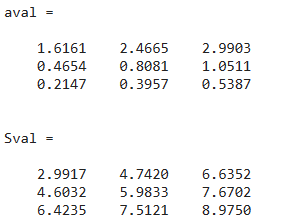 aval =
1.6161 2.4665 2.9903
0.4654 0.8081 1.0511
0.2147 0.3957 0.5387
Sval =
2.9917 4.7420 6.6352
4.6032 5.9833 7.6702
6.4235 7.5121 8.9750